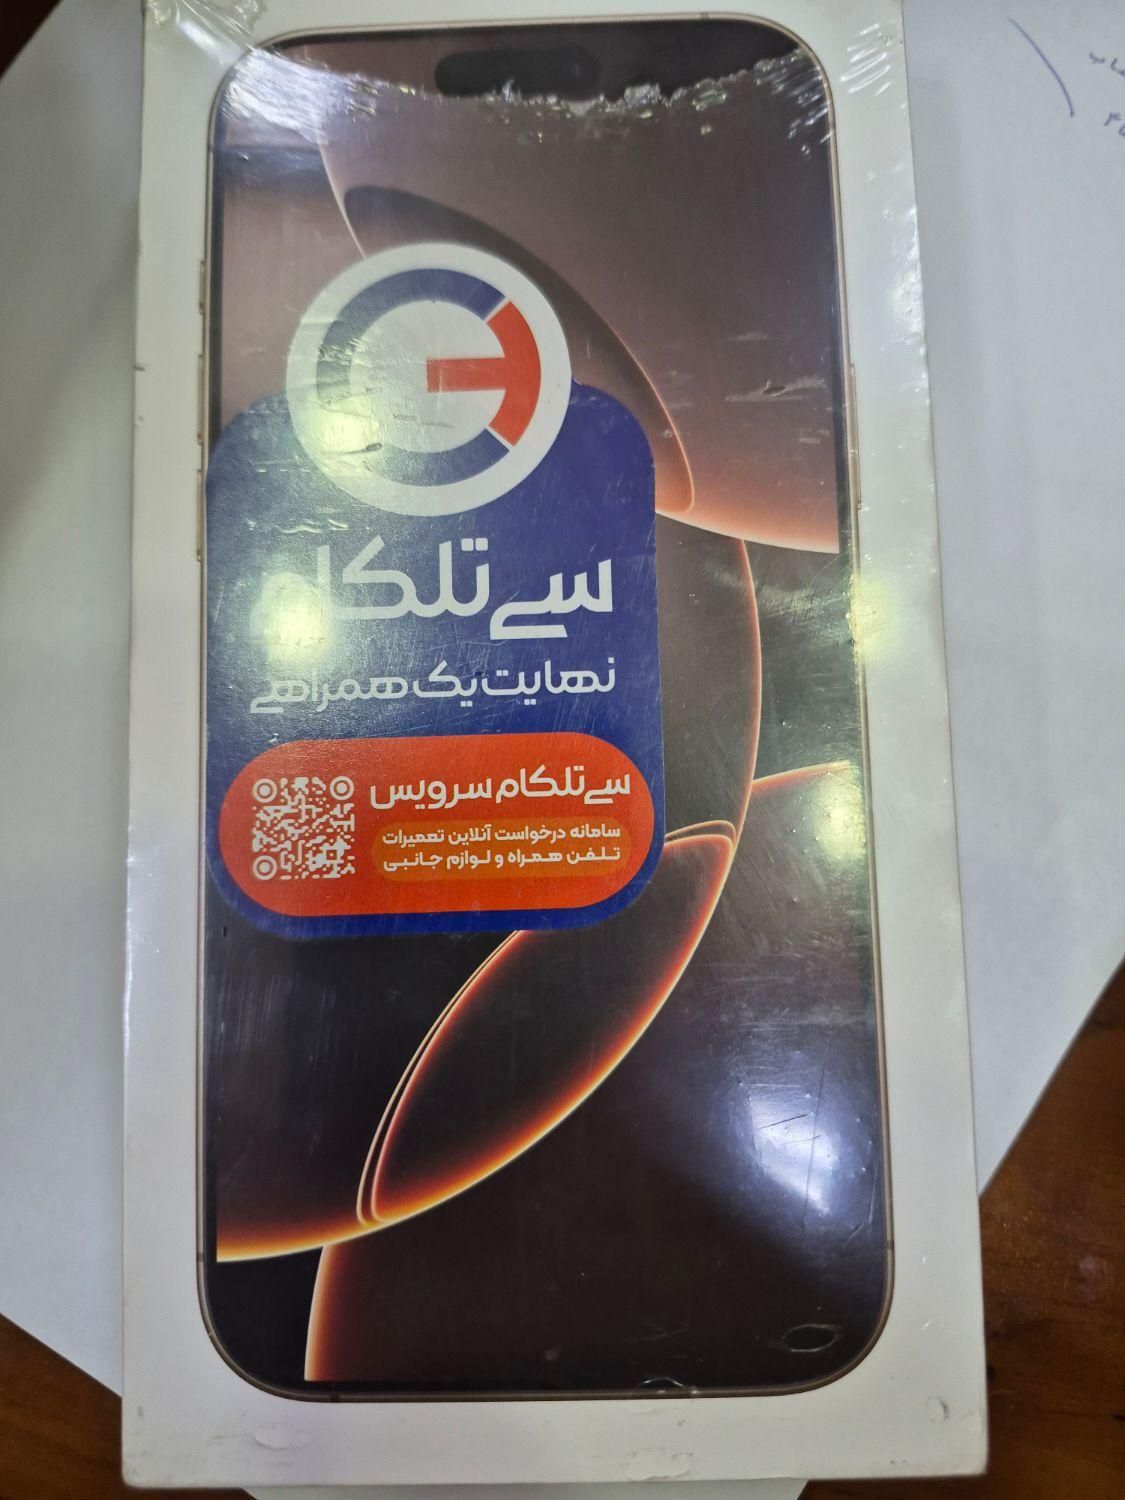 سی تلکام
نهایت یک همراهی
سی تلکام سرویس
سامانه درخواست آنلاین تعمیرات
تلفن همراه و لوازم جانبی